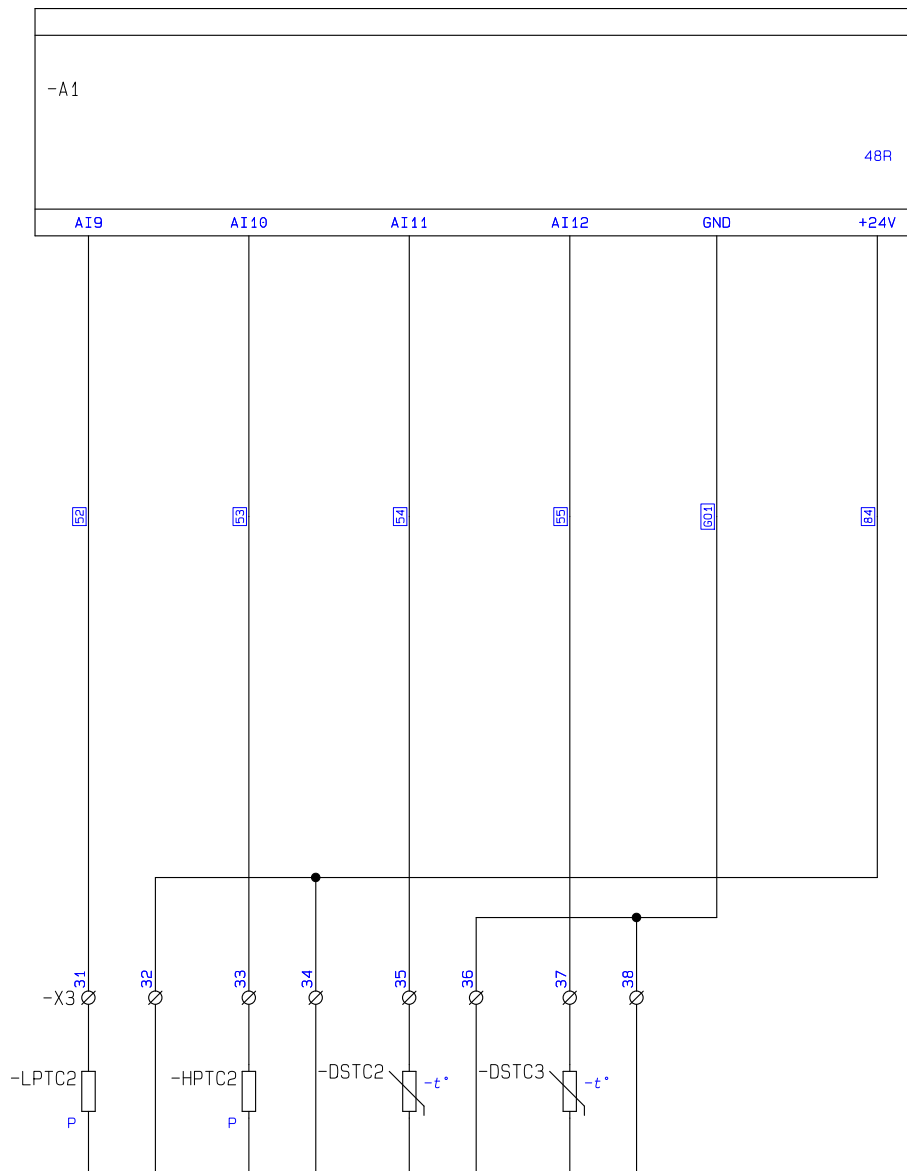 -A1
48R
AI9 AI10 AI11 AI12 GND +24V
52 53 54 55 G01 84
-X3 31 32 33 34 35 36 37 38
-LPTC2 -HPTC2 -DSTC2 -t° -DSTC3 -t°
P P